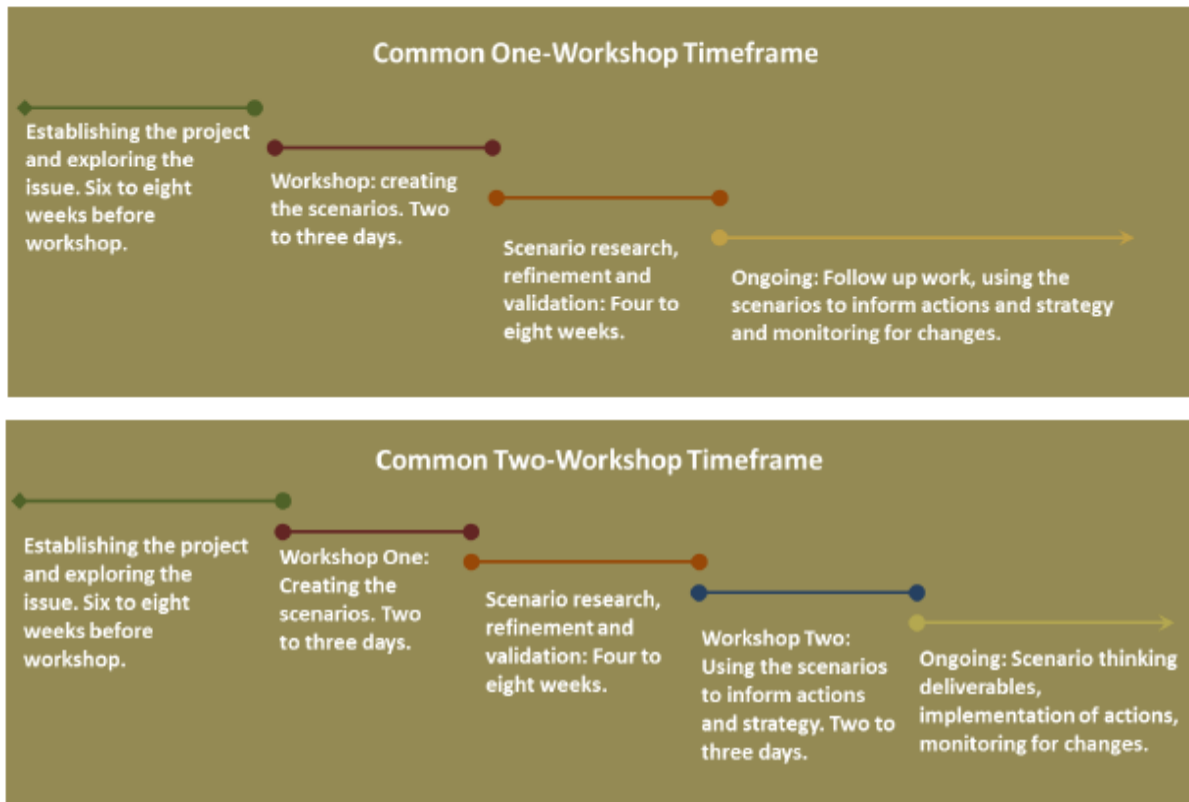 Common One-Workshop Timeframe
Establishing the project
and exploring the
issue. Six to eight
weeks before
workshop.
Workshop: creating
the scenarios. Two
to three days.
Scenario research,
refinement and
validation: Four to
eight weeks.
Ongoing: Follow up work, using the
scenarios to inform actions and strategy
and monitoring for changes.
Common Two-Workshop Timeframe
Establishing the project
and exploring the
issue. Six to eight
weeks before
workshop.
Workshop One:
Creating the
scenarios. Two
to three days.
Scenario research,
refinement and
validation: Four to
eight weeks.
Workshop Two:
Using the scenarios
to inform actions
and strategy. Two to
three days.
Ongoing: Scenario thinking
deliverables,
implementation of actions,
monitoring for changes.